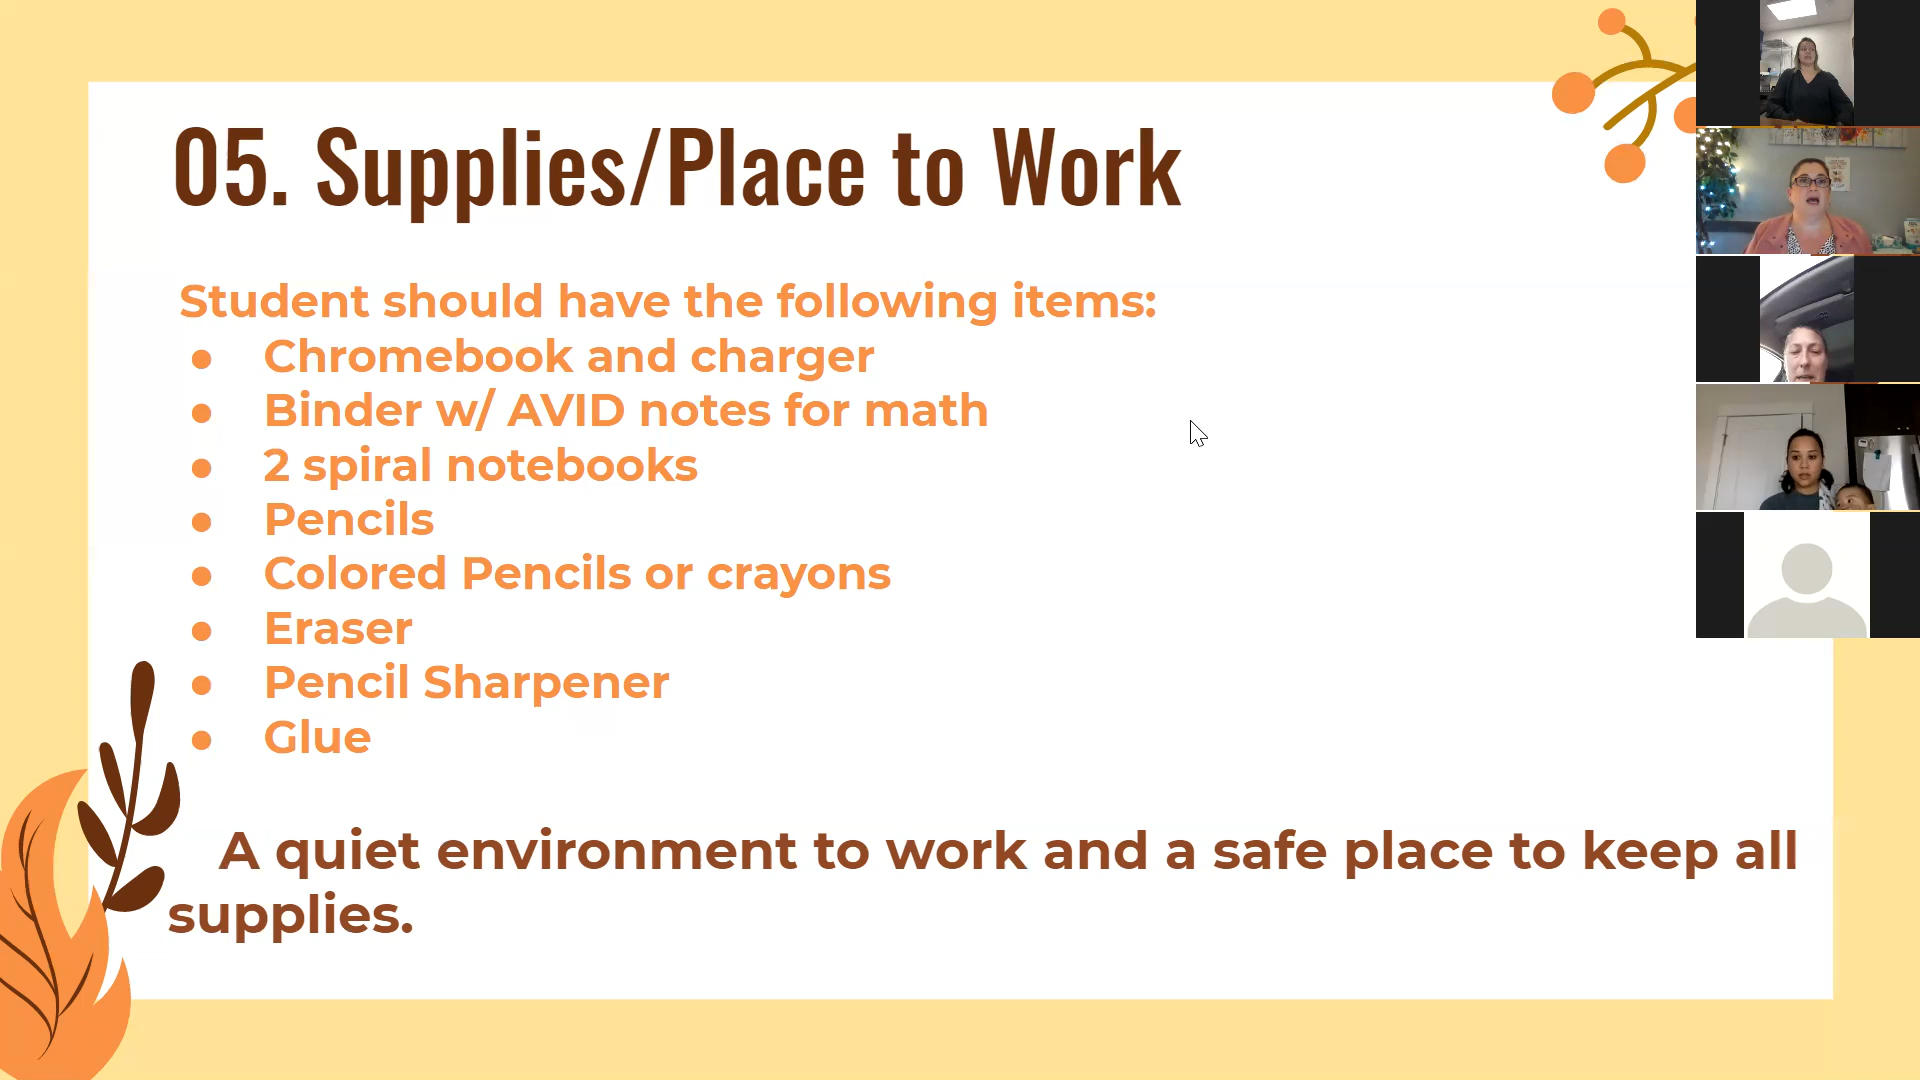 05. Supplies/Place to Work
Student should have the following items:
● Chromebook and charger
● Binder w/ AVID notes for math
● 2 spiral notebooks
● Pencils
● Colored Pencils or crayons
● Eraser
● Pencil Sharpener
● Glue
A quiet environment to work and a safe place to keep all
supplies.